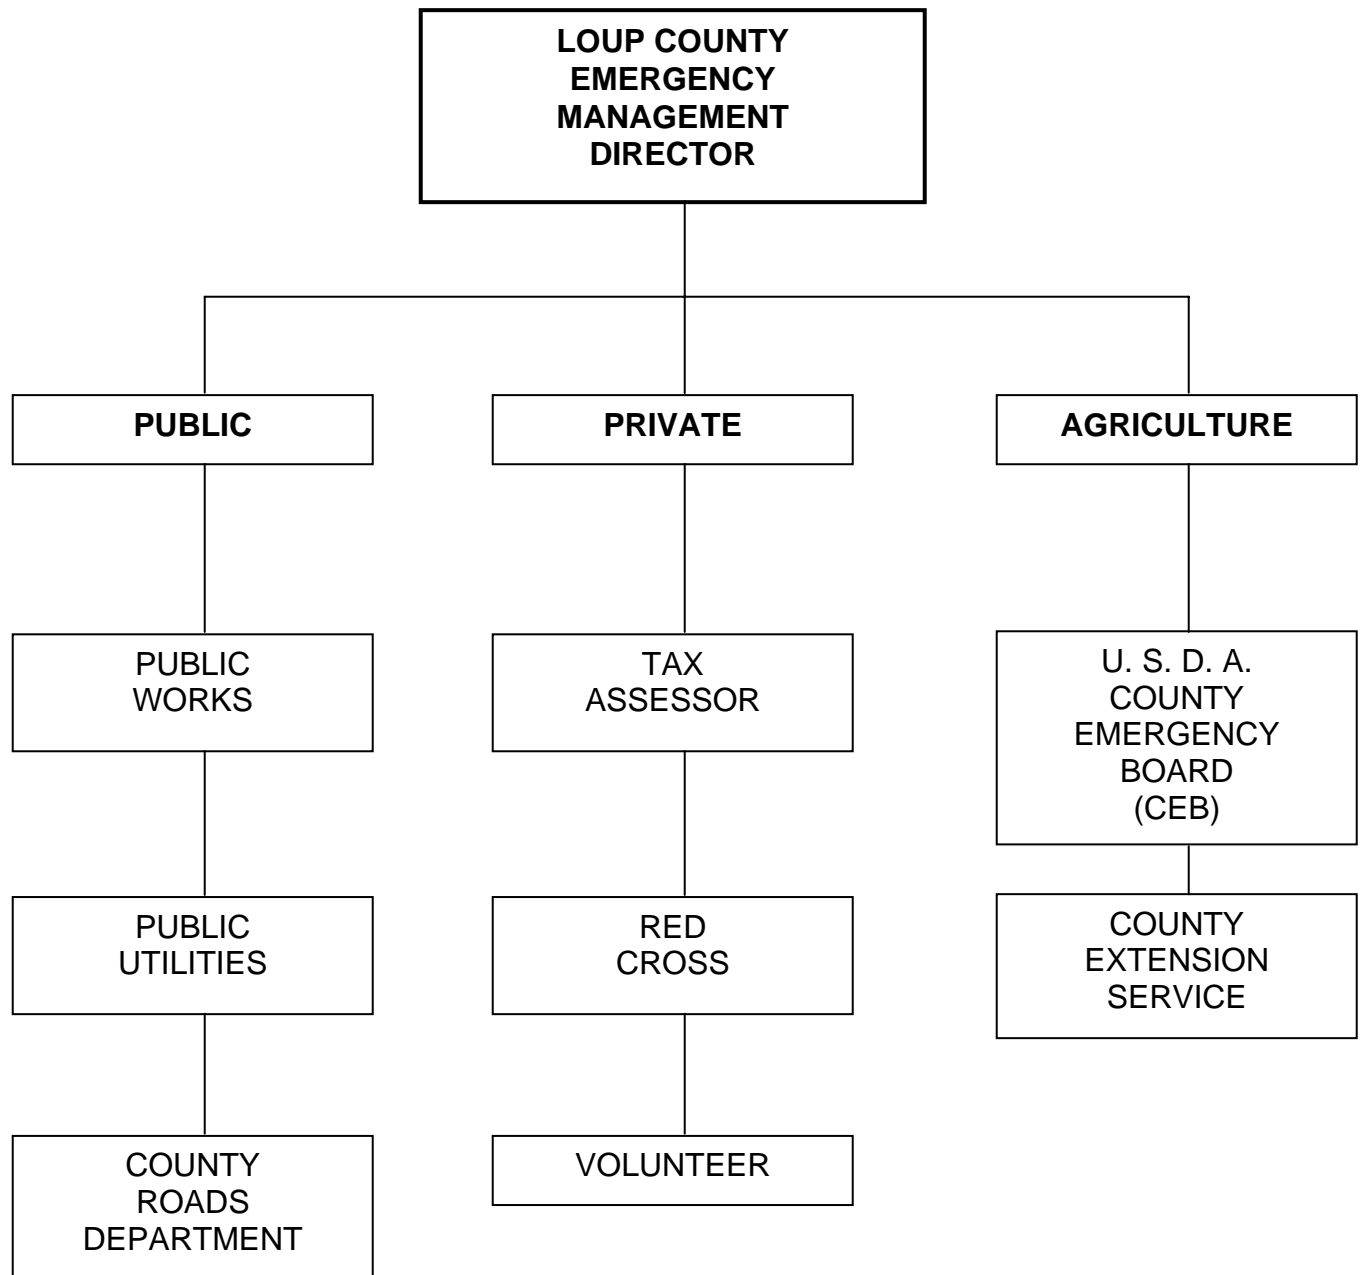 LOUP COUNTY
EMERGENCY
MANAGEMENT
DIRECTOR
PUBLIC
PRIVATE
AGRICULTURE
PUBLIC
WORKS
TAX
ASSESSOR
U. S. D. A.
COUNTY
EMERGENCY
BOARD
(CEB)
PUBLIC
UTILITIES
RED
CROSS
COUNTY
EXTENSION
SERVICE
COUNTY
ROADS
DEPARTMENT
VOLUNTEER